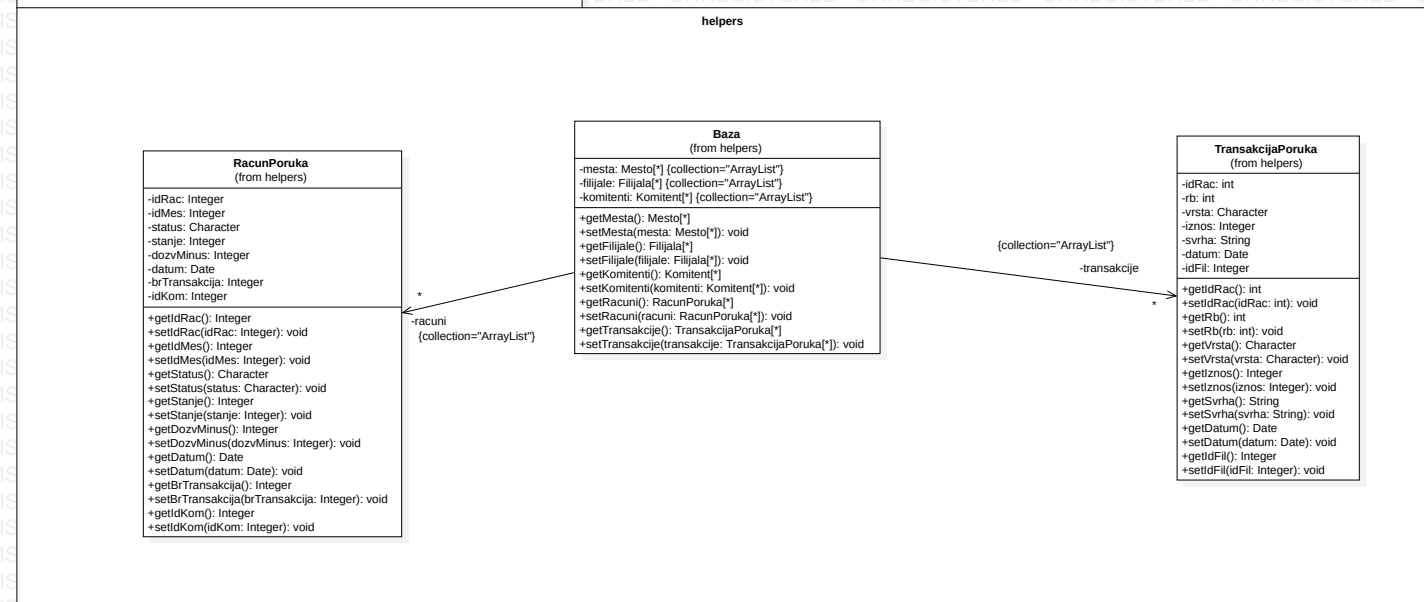 helpers
RacunPoruka
(from helpers)
-idRac: Integer
-idMes: Integer
-status: Character
-stanje: Integer
-dozvMinus: Integer
-datum: Date
-brTransakcija: Integer
-idKom: Integer
+getIdRac(): Integer
+setIdRac(idRac: Integer): void
+getIdMes(): Integer
+setIdMes(idMes: Integer): void
+getStatus(): Character
+setStatus(status: Character): void
+getStanje(): Integer
+setStanje(stanje: Integer): void
+getDozvMinus(): Integer
+setDozvMinus(dozvMinus: Integer): void
+getDatum(): Date
+setDatum(datum: Date): void
+getBrTransakcija(): Integer
+setBrTransakcija(brTransakcija: Integer): void
+getIdKom(): Integer
+setIdKom(idKom: Integer): void
*
-racuni
{collection="ArrayList"}
Baza
(from helpers)
-mesta: Mesto[*] {collection="ArrayList"}
-filijale: Filijala[*] {collection="ArrayList"}
-komitenti: Komitent[*] {collection="ArrayList"}
+getMesta(): Mesto[*]
+setMesta(mesta: Mesto[*]): void
+getFilijale(): Filijala[*]
+setFilijale(filijale: Filijala[*]): void
+getKomitenti(): Komitent[*]
+setKomitenti(komitenti: Komitent[*]): void
+getRacuni(): RacunPoruka[*]
+setRacuni(racuni: RacunPoruka[*]): void
+getTransakcije(): TransakcijaPoruka[*]
+setTransakcije(transakcije: TransakcijaPoruka[*]): void
{collection="ArrayList"}
-transakcije
*
TransakcijaPoruka
(from helpers)
-idRac: int
-rb: int
-vrsta: Character
-iznos: Integer
-svrha: String
-datum: Date
-idFil: Integer
+getIdRac(): int
+setIdRac(idRac: int): void
+getRb(): int
+setRb(rb: int): void
+getVrsta(): Character
+setVrsta(vrsta: Character): void
+getIznos(): Integer
+setIznos(iznos: Integer): void
+getSvrha(): String
+setSvrha(svrha: String): void
+getDatum(): Date
+setDatum(datum: Date): void
+getIdFil(): Integer
+setIdFil(idFil: Integer): void